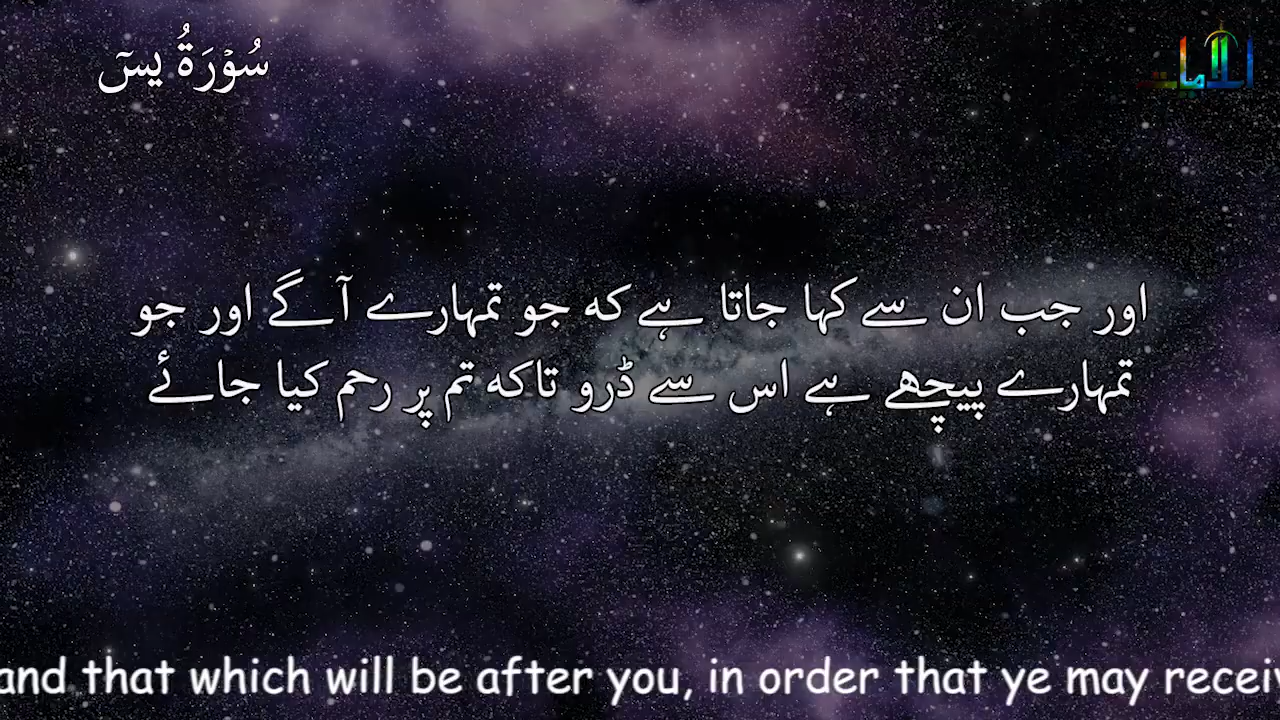 سُوۡرَةُ يسٓ
الایمان
اور جب ان سے کہا جاتا ہے کہ جو تمہارے آگے اور جو
تمہارے پیچھے ہے اس سے ڈرو تاکہ تم پر رحم کیا جائے
and that which will be after you, in order that ye may receiv